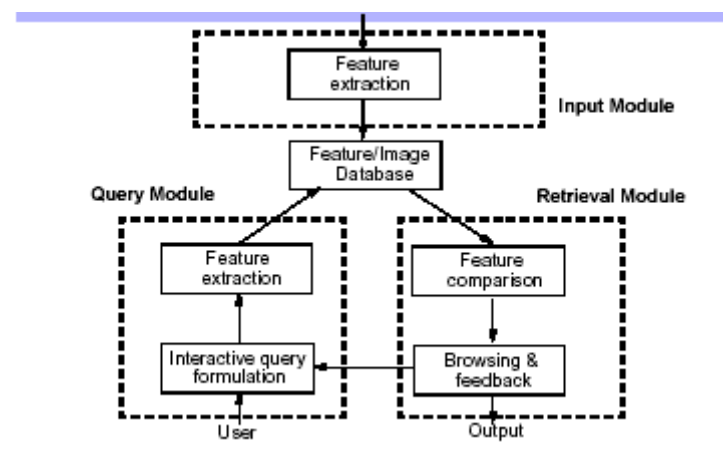 Feature
extraction
Input Module
Feature/Image
Database
Query Module
Retrieval Module
Feature
extraction
Feature
comparison
Interactive query
formulation
Browsing &
feedback
User
Output